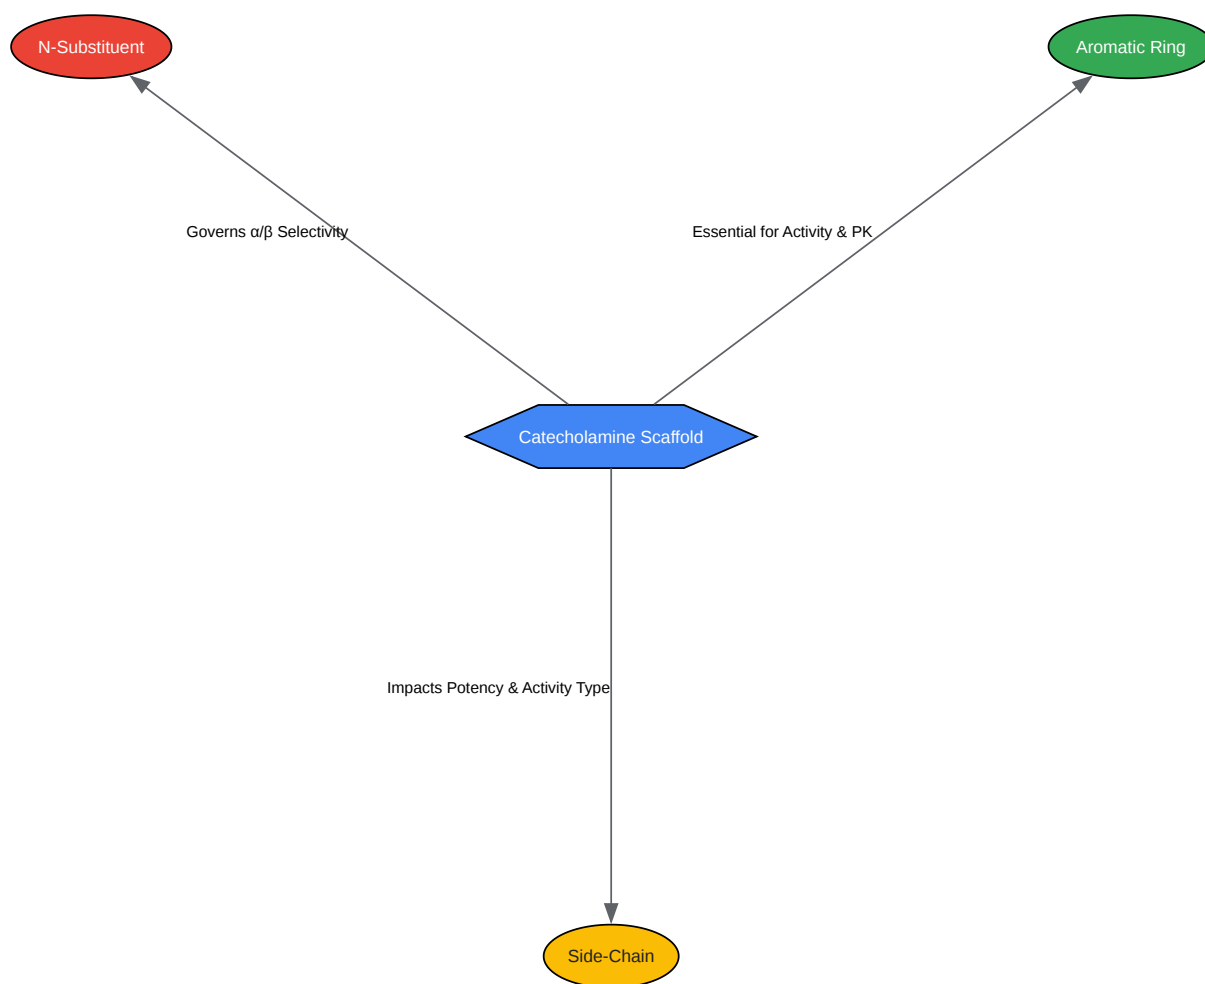 N-Substituent
Aromatic Ring
Governs α/β Selectivity
Essential for Activity & PK
Catecholamine Scaffold
Impacts Potency & Activity Type
Side-Chain